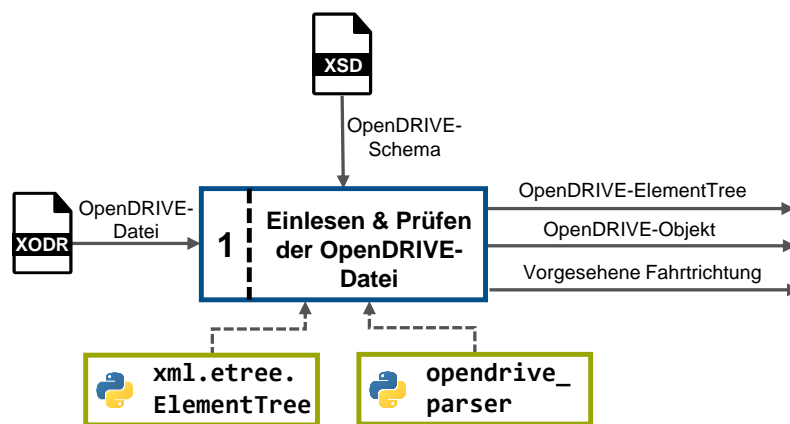 XSD
OpenDRIVE-
Schema
XODR
OpenDRIVE-
Datei
1
Einlesen & Prüfen
der OpenDRIVE-
Datei
OpenDRIVE-ElementTree
OpenDRIVE-Objekt
Vorgesehene Fahrtrichtung
xml.etree.
ElementTree
opendrive_
parser